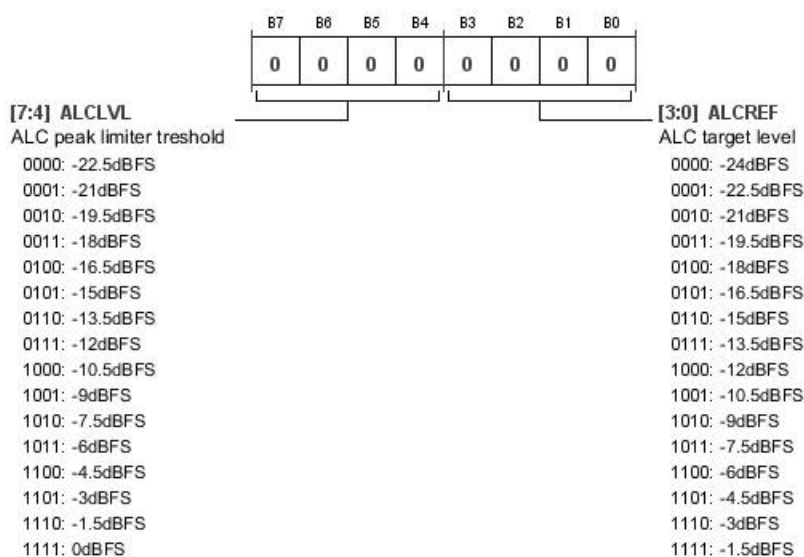 B7 B6 B5 B4 B3 B2 B1 B0
0 0 0 0 0 0 0 0
[7:4] ALCLVL
ALC peak limiter treshold
0000: -22.5dBFS
0001: -21dBFS
0010: -19.5dBFS
0011: -18dBFS
0100: -16.5dBFS
0101: -15dBFS
0110: -13.5dBFS
0111: -12dBFS
1000: -10.5dBFS
1001: -9dBFS
1010: -7.5dBFS
1011: -6dBFS
1100: -4.5dBFS
1101: -3dBFS
1110: -1.5dBFS
1111: 0dBFS
[3:0] ALCREF
ALC target level
0000: -24dBFS
0001: -22.5dBFS
0010: -21dBFS
0011: -19.5dBFS
0100: -18dBFS
0101: -16.5dBFS
0110: -15dBFS
0111: -13.5dBFS
1000: -12dBFS
1001: -10.5dBFS
1010: -9dBFS
1011: -7.5dBFS
1100: -6dBFS
1101: -4.5dBFS
1110: -3dBFS
1111: -1.5dBFS